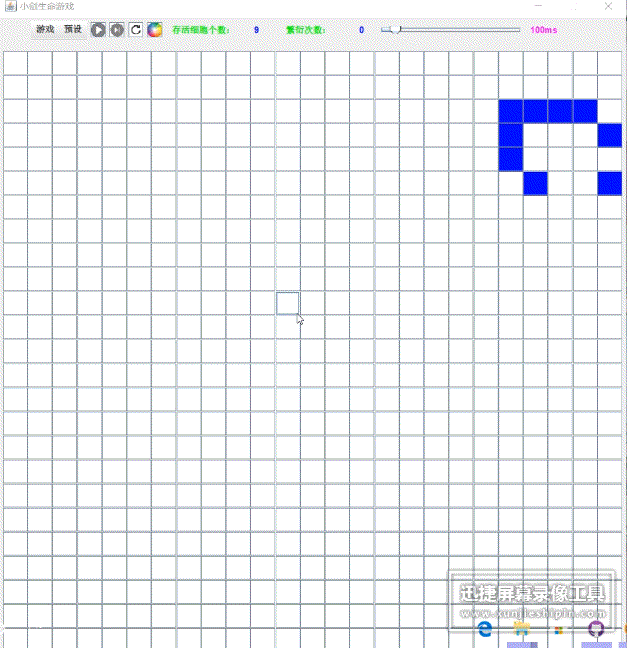 小剑生命游戏
游戏 预设 存活细胞个数: 9 繁衍次数: 0 100ms
迅捷屏幕录像工具
www.xunjieshipin.com